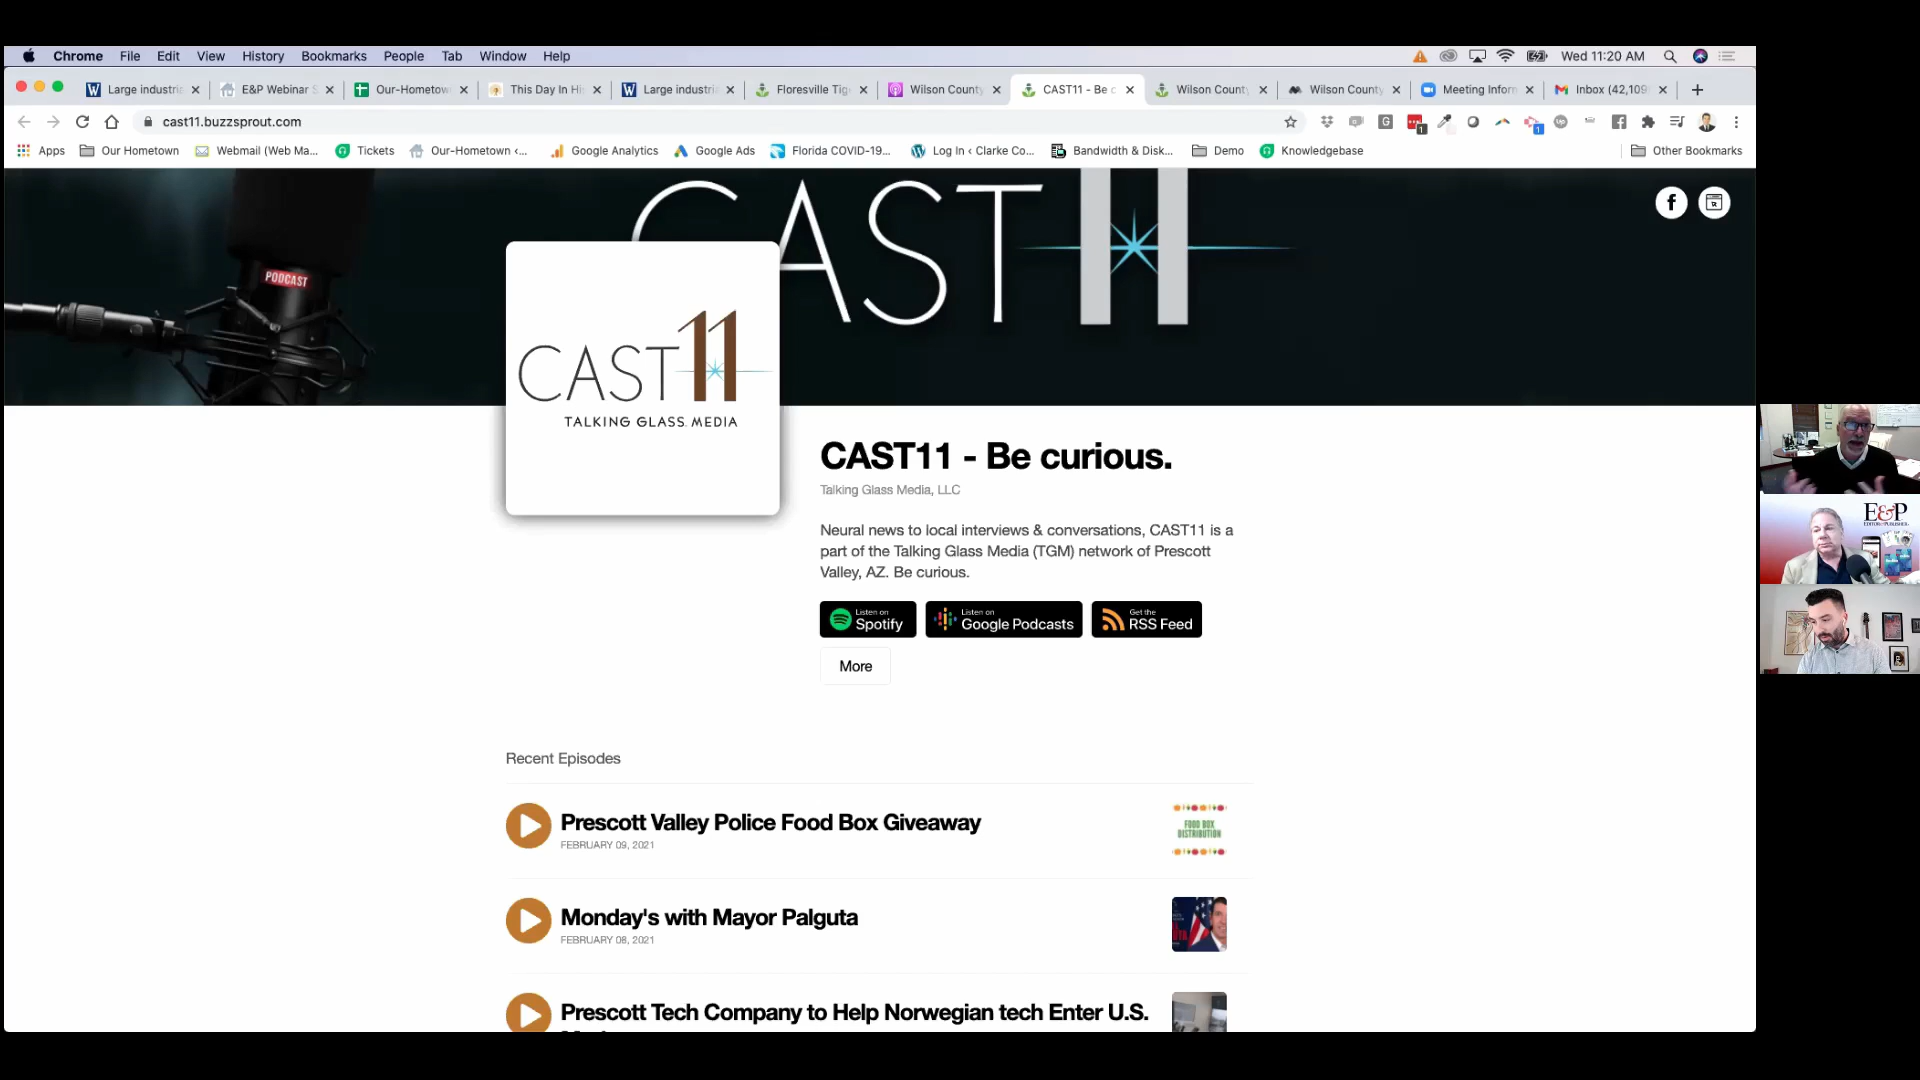 Chrome File Edit View History Bookmarks People Tab Window Help Wed 11:20 AM
Large industria E&P Webinar S Our-Hometow This Day In Hi Large industri Floresville Tig Wilson County CAST11 - Be c Wilson County Wilson County Meeting Inform Inbox (42,109
cast11.buzzsprout.com
Apps Our Hometown Webmail (Web Ma... Tickets Our-Hometown ‹... Google Analytics Google Ads Florida COVID-19... Log In ‹ Clarke Co... Bandwidth & Disk... Demo Knowledgebase Other Bookmarks
CAST11
PODCAST
CAST11
TALKING GLASS MEDIA
CAST11 - Be curious.
Talking Glass Media, LLC
Neural news to local interviews & conversations, CAST11 is a
part of the Talking Glass Media (TGM) network of Prescott
Valley, AZ. Be curious.
Listen on Spotify
Listen on Google Podcasts
Get the RSS Feed
More
Recent Episodes
Prescott Valley Police Food Box Giveaway
FEBRUARY 09, 2021
FOOD BOX
DISTRIBUTION
Monday's with Mayor Palguta
FEBRUARY 08, 2021
Prescott Tech Company to Help Norwegian tech Enter U.S.
E&P
EDITOR & PUBLISHER